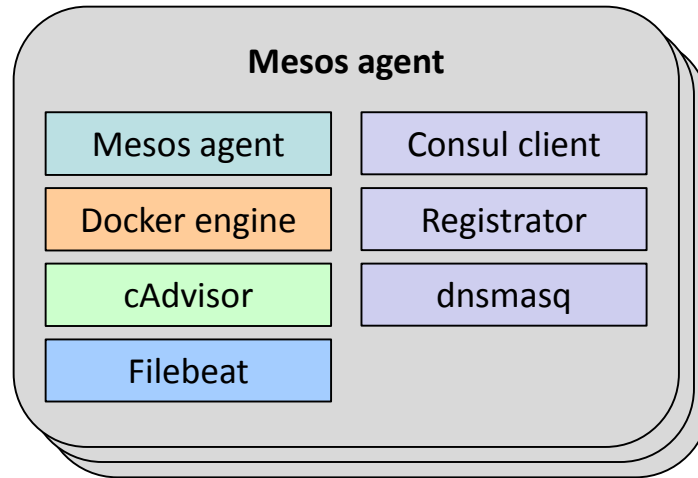 Mesos agent
Mesos agent
Consul client
Docker engine
Registrator
cAdvisor
dnsmasq
Filebeat